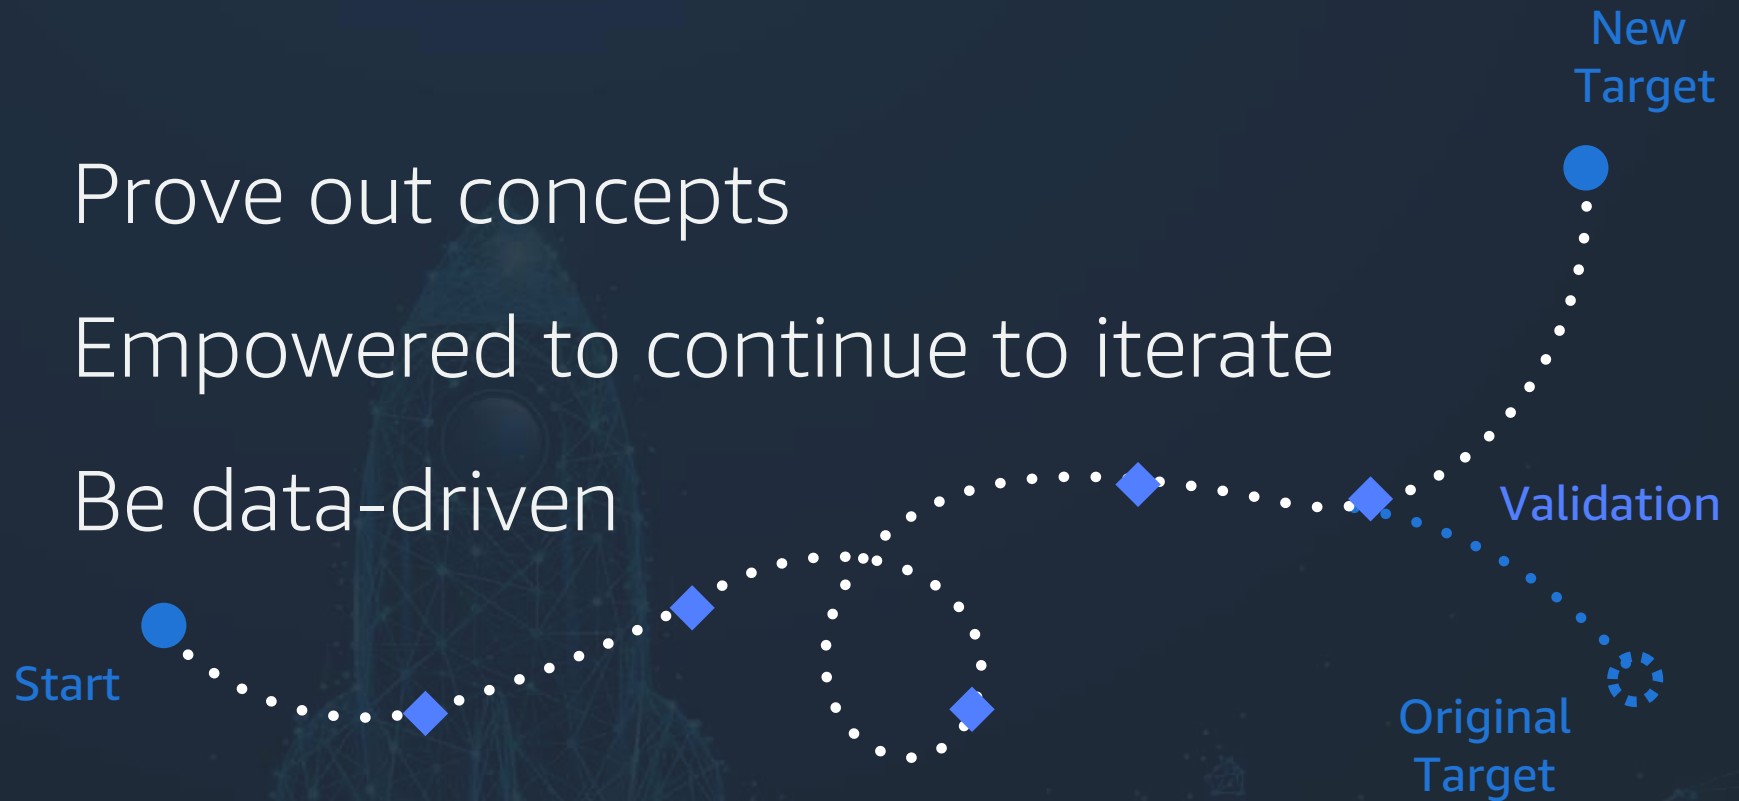 New
Target
Prove out concepts
Empowered to continue to iterate
Be data-driven
Validation
Start
Original
Target